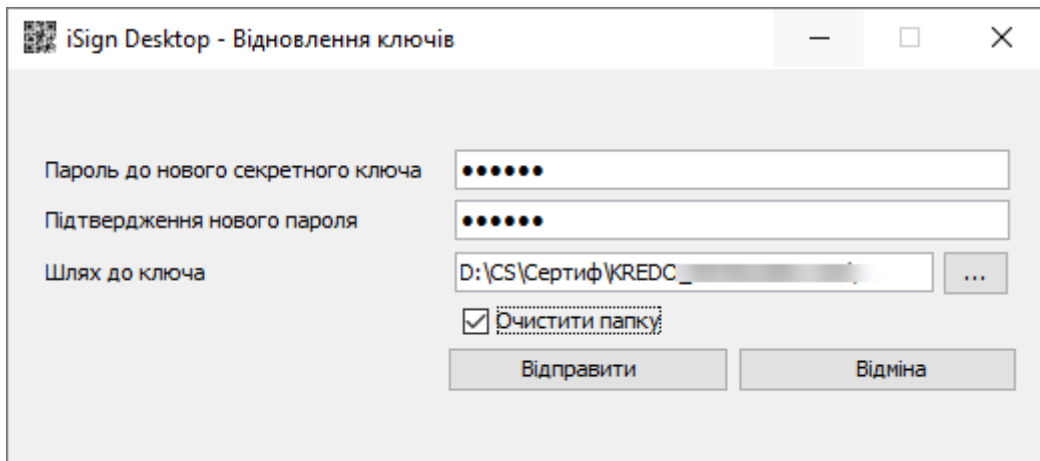 iSign Desktop - Відновлення ключів
Пароль до нового секретного ключа ●●●●●●
Підтвердження нового пароля ●●●●●●
Шлях до ключа D:\CS\Сертиф\KREDO_ ...
Очистити папку
Відправити Відміна